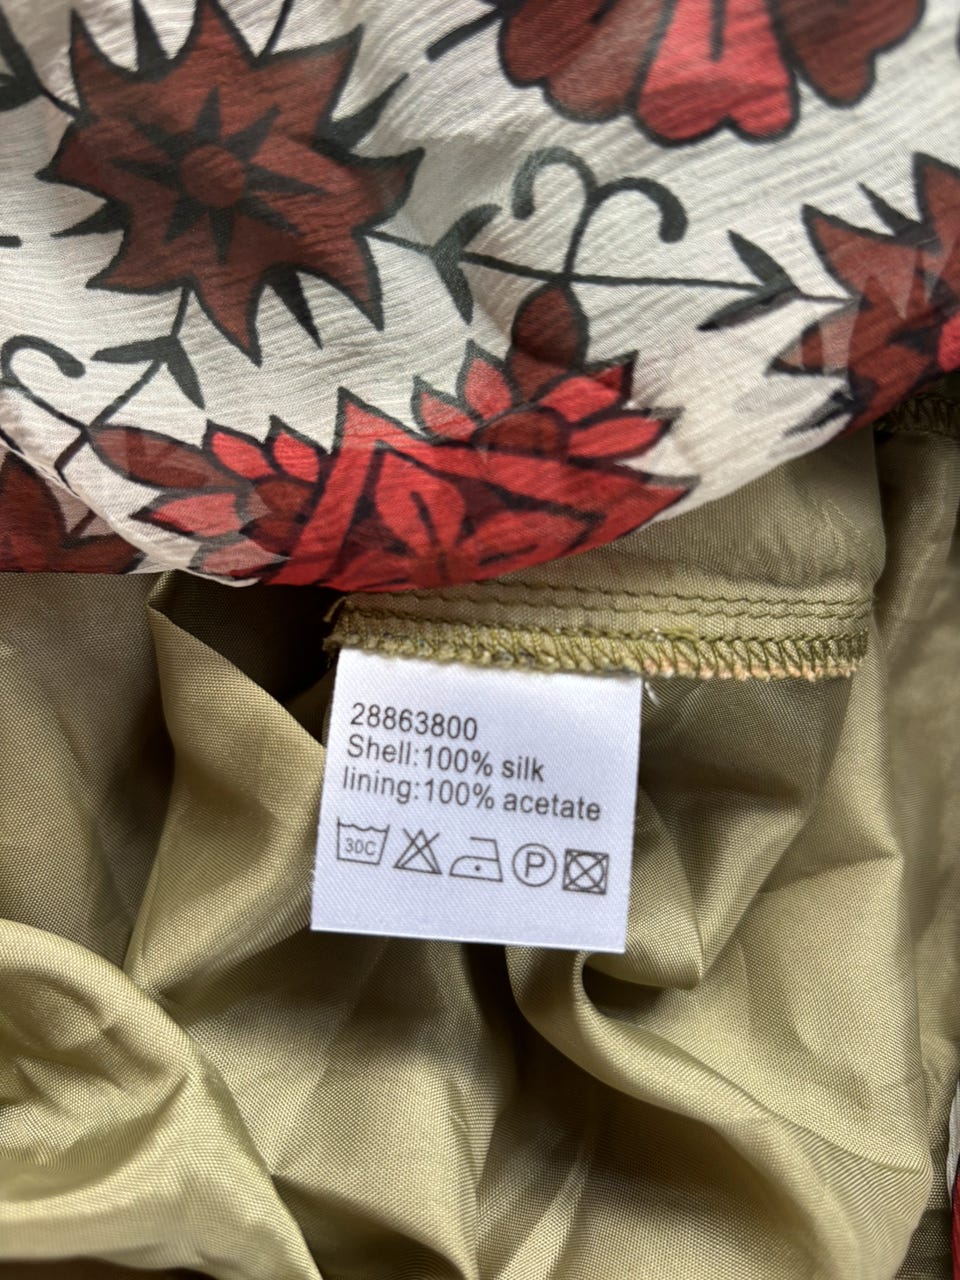 28863800
Shell:100% silk
lining:100% acetate
30C P